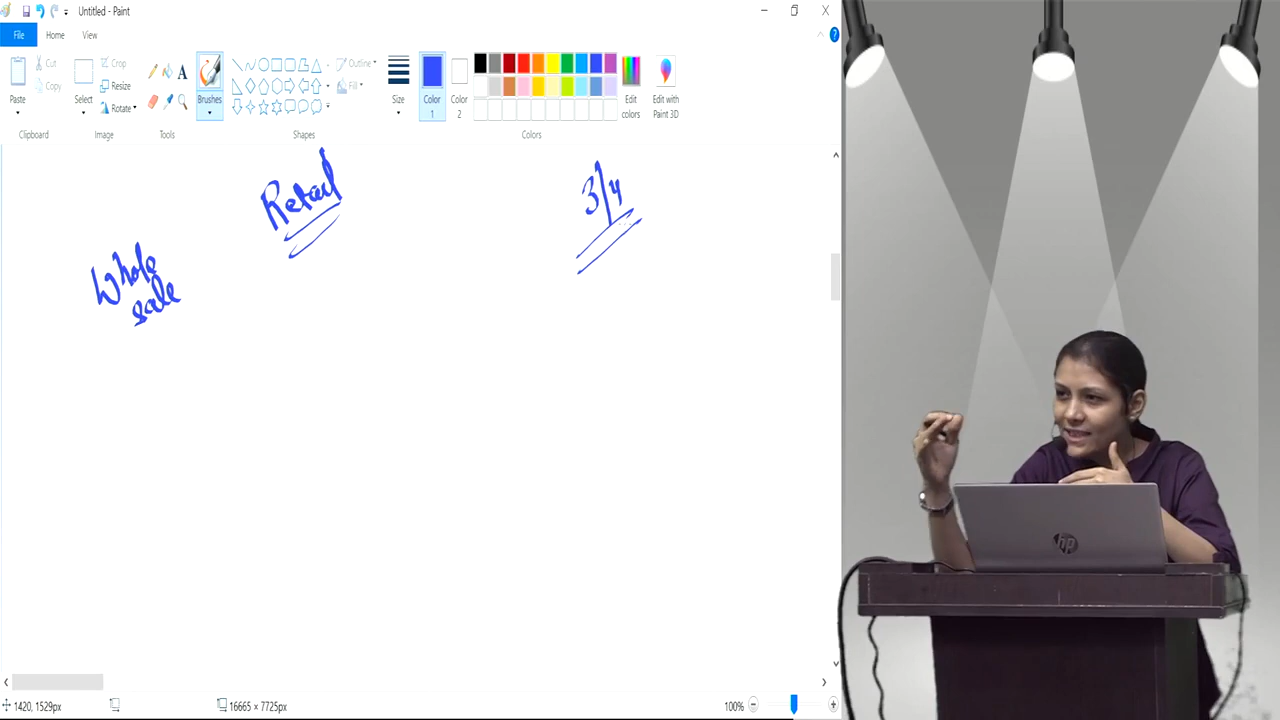 Untitled - Paint
File Home View
Cut
Copy
Paste
Select
Crop
Resize
Rotate
Brushes
Outline
Fill
Size
Color 1
Color 2
Edit colors
Edit with Paint 3D
Clipboard Image Tools Shapes Colors
Retail
3/4
Whole
sale
hp
1420, 1529px 16665 × 7725px 100%